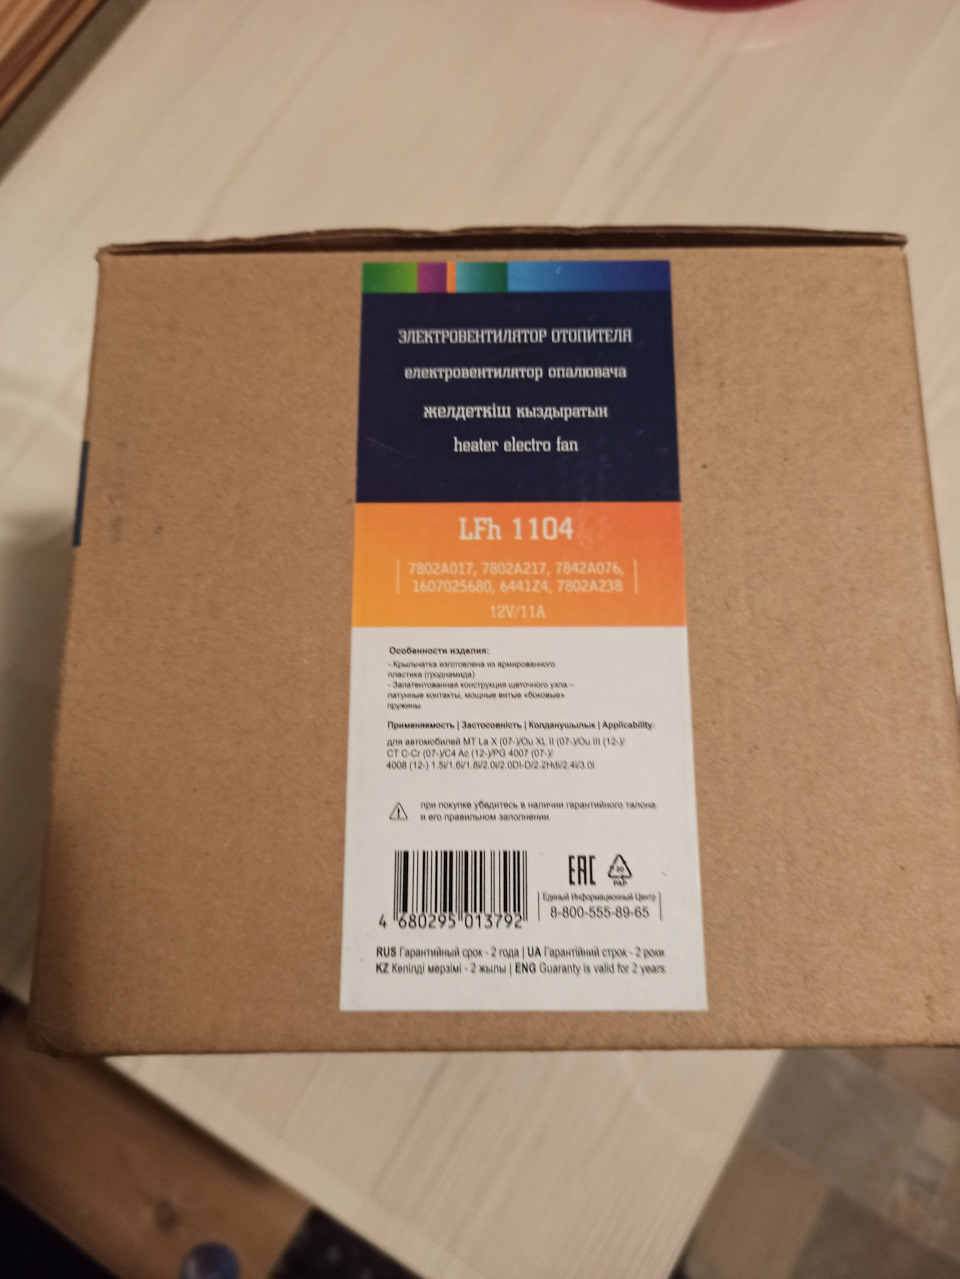 ЭЛЕКТРОВЕНТИЛЯТОР ОТОПИТЕЛЯ
електровентилятор опалювача
желдеткіш кыздыратын
heater electro fan
LFh 1104
7802A017, 7802A217, 7842A076,
1607025680, 6441Z4, 7802A238
12V/11A
Особенности изделия:
- Крыльчатка изготовлена из армированного
пластика (гроднамида)
- Запатентованная конструкция щеточного узла –
латунные контакты, мощные витые «боковые»
пружины
Применяемость | Застосовність | Колданушылык | Applicability:
для автомобилей MT La X (07-)/Ou XL II (07-)/Ou III (12-)/
CT C-Cr (07-)/C4 Ac (12-)/PG 4007 (07-)/
4008 (12-) 1.5i/1.6i/1.8i/2.0i/2.0DI-D/2.2Hdi/2.4i/3.0i
при покупке убедитесь в наличии гарантийного талона
и его правильном заполнении
EAC
20
PAP
Единый Информационный Центр
8-800-555-89-65
4 680295 013792
RUS Гарантийный срок - 2 года | UA Гарантійний строк - 2 роки
KZ Кепілді мерзімі - 2 жылы | ENG Guaranty is valid for 2 years